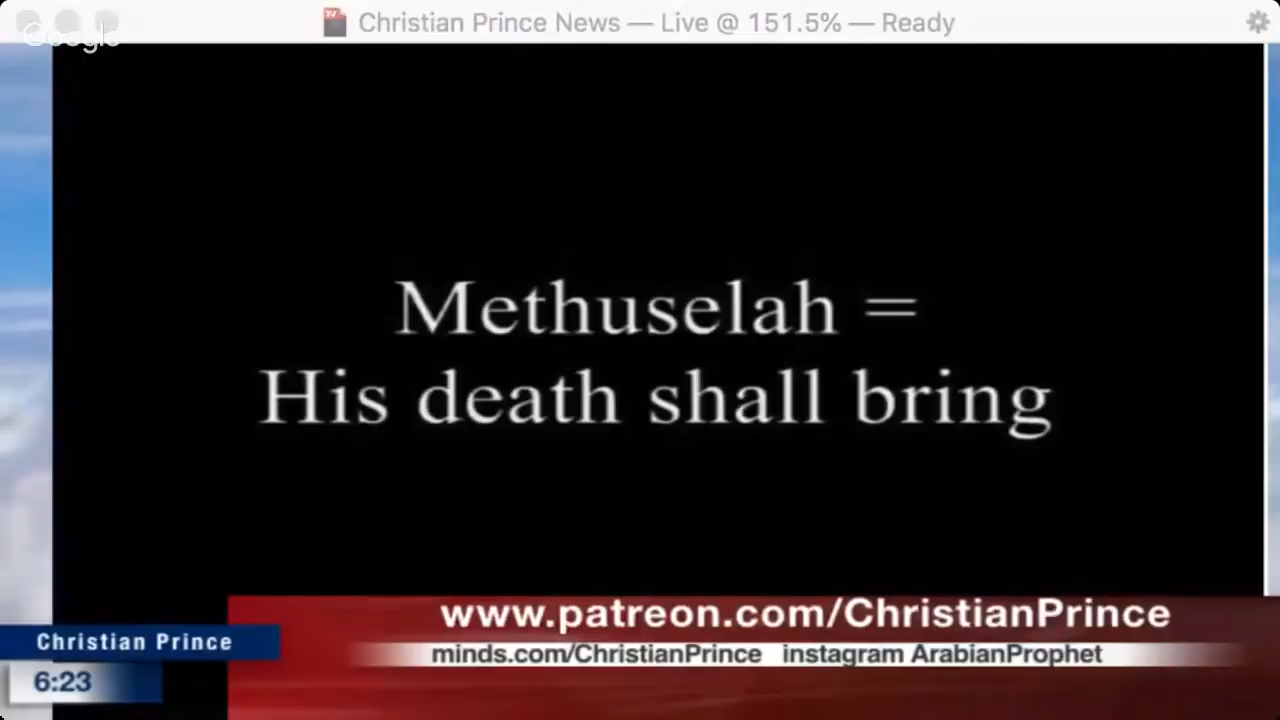 Christian Prince News — Live @ 151.5% — Ready
Google
Methuselah =
His death shall bring
www.patreon.com/ChristianPrince
Christian Prince
minds.com/ChristianPrince instagram ArabianProphet
6:23